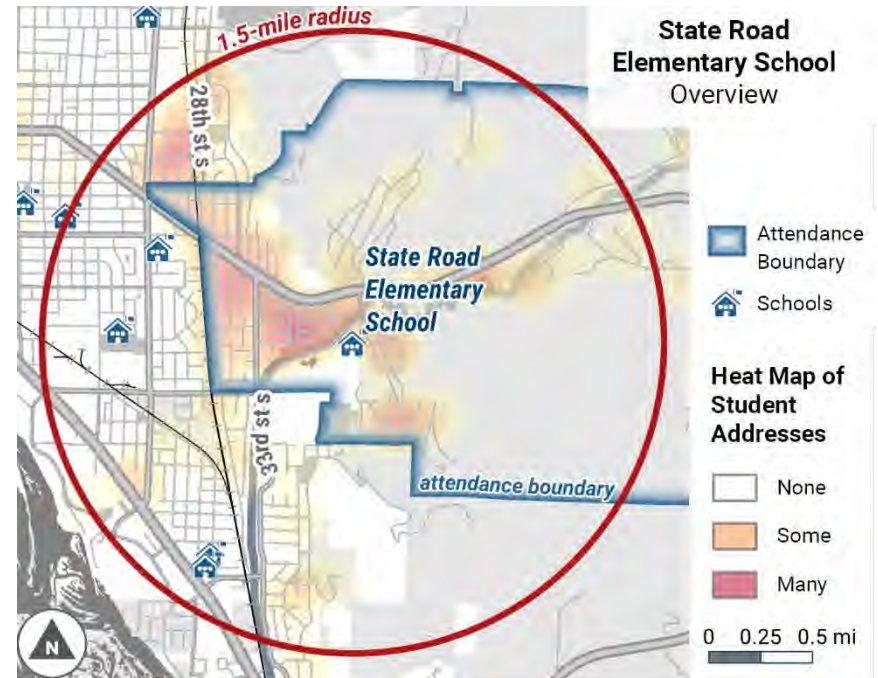 State Road
Elementary School
Overview
1.5-mile radius
28th st s
State Road
Elementary
School
33rd st s
attendance boundary
Attendance
Boundary
Schools
Heat Map of
Student
Addresses
None
Some
Many
0 0.25 0.5 mi
N